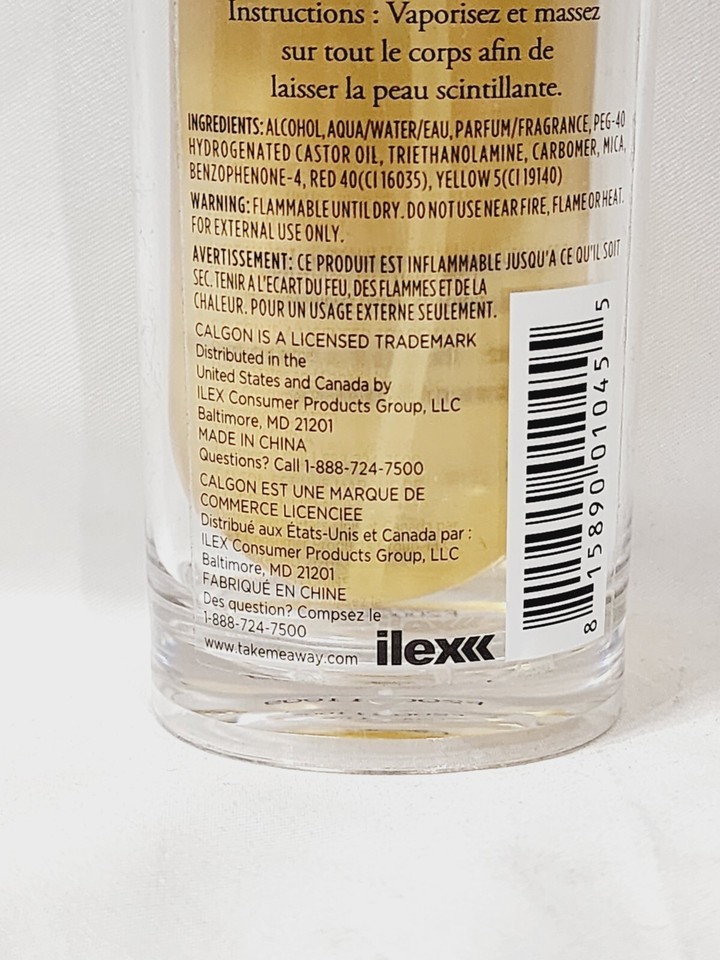 Instructions : Vaporisez et massez
sur tout le corps afin de
laisser la peau scintillante.
INGREDIENTS: ALCOHOL, AQUA/WATER/EAU, PARFUM/FRAGRANCE, PEG-40
HYDROGENATED CASTOR OIL, TRIETHANOLAMINE, CARBOMER, MICA,
BENZOPHENONE-4, RED 40(CI 16035), YELLOW 5(CI 19140)
WARNING: FLAMMABLE UNTIL DRY. DO NOT USE NEAR FIRE, FLAME OR HEAT.
FOR EXTERNAL USE ONLY.
AVERTISSEMENT: CE PRODUIT EST INFLAMMABLE JUSQU'A CE QU'IL SOIT
SEC. TENIR A L'ECART DU FEU, DES FLAMMES ET DE LA
CHALEUR. POUR UN USAGE EXTERNE SEULEMENT.
CALGON IS A LICENSED TRADEMARK
Distributed in the
United States and Canada by
ILEX Consumer Products Group, LLC
Baltimore, MD 21201
MADE IN CHINA
Questions? Call 1-888-724-7500
CALGON EST UNE MARQUE DE
COMMERCE LICENCIEE
Distribué aux États-Unis et Canada par :
ILEX Consumer Products Group, LLC
Baltimore, MD 21201
FABRIQUÉ EN CHINE
Des question? Compsez le
1-888-724-7500
www.takemeaway.com
ilex
8 15890 01045 5